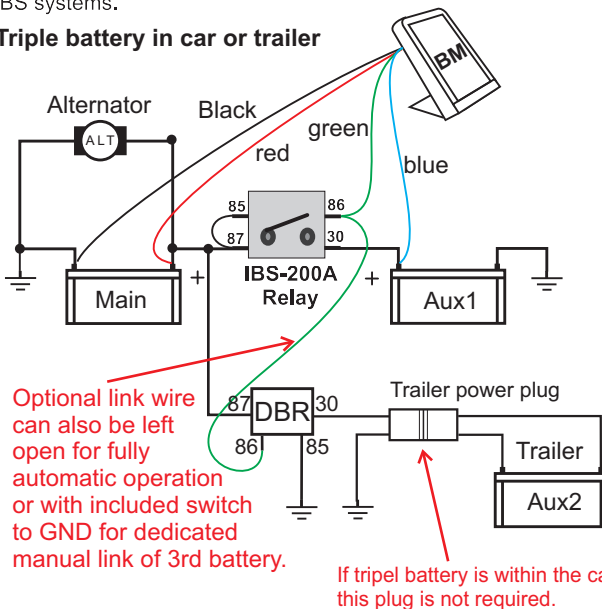 IBS systems.
Triple battery in car or trailer
BM
Alternator
ALT
Black
red
green
blue
85
86
87
30
IBS-200A
Relay
+
Main
+
Aux1
Optional link wire
can also be left
open for fully
automatic operation
or with included switch
to GND for dedicated
manual link of 3rd battery.
87
DBR
30
86
85
Trailer power plug
Trailer
Aux2
If tripel battery is within the ca
this plug is not required.